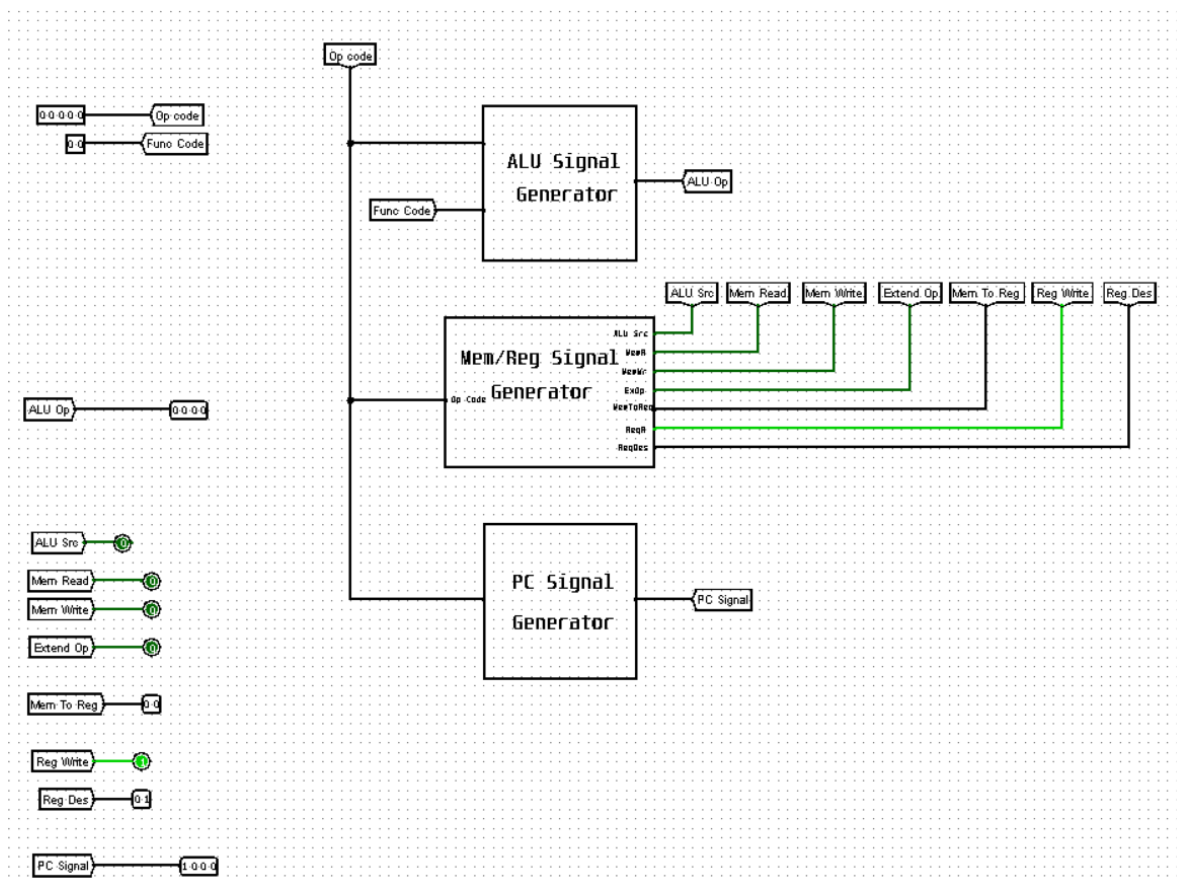 Op code
0 0 0 0 0
Op code
0 0
Func Code
ALU Signal
Generator
ALU Op
Func Code
ALU Src
Mem Read
Mem Write
Extend Op
Mem To Reg
Reg Write
Reg Des
ALU Src
Mem/Reg Signal
MemR
MemWr
Generator
ExOp
Op Code
MemToReg
RegR
RegDes
ALU Op
0 0 0 0
ALU Src
0
Mem Read
0
Mem Write
0
Extend Op
0
PC Signal
Generator
PC Signal
Mem To Reg
0 0
Reg Write
1
Reg Des
0 1
PC Signal
1 0 0 0